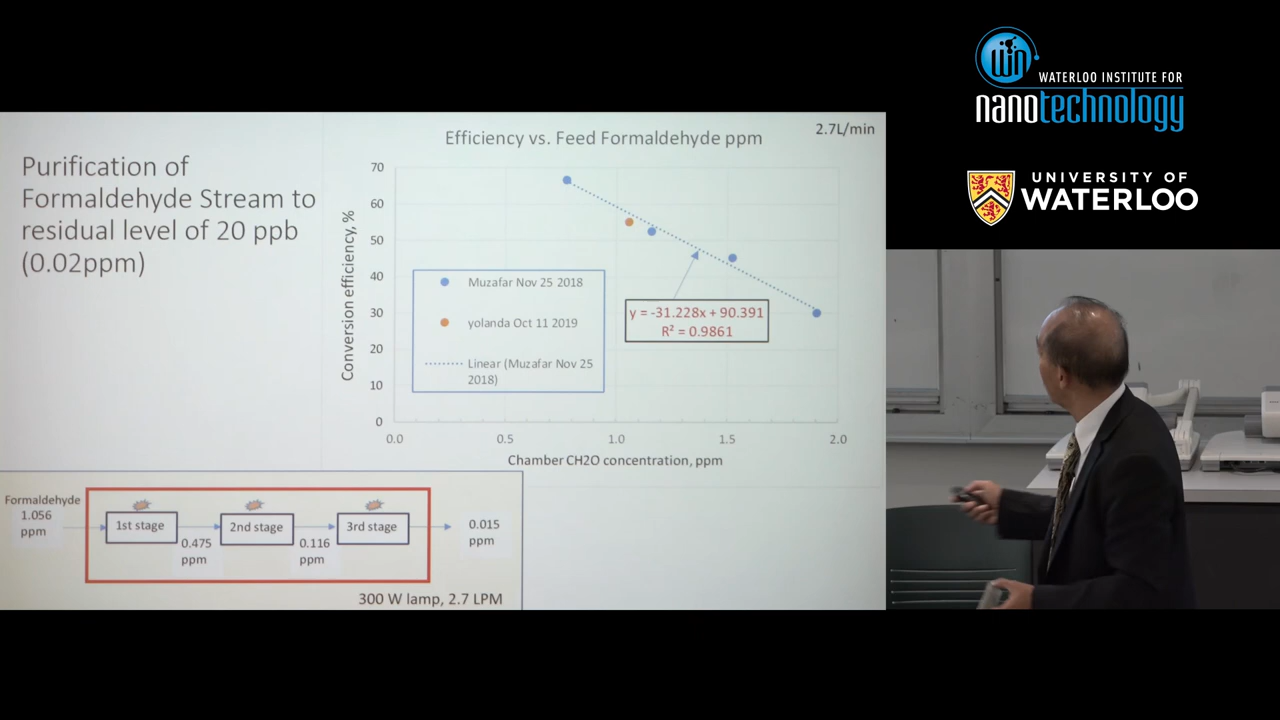 WATERLOO INSTITUTE FOR
nanotechnology
UNIVERSITY OF
WATERLOO
Purification of
Formaldehyde Stream to
residual level of 20 ppb
(0.02ppm)
Efficiency vs. Feed Formaldehyde ppm
2.7L/min
Conversion efficiency, %
70
60
50
40
30
20
10
0
0.0
0.5
1.0
1.5
2.0
Chamber CH2O concentration, ppm
Muzafar Nov 25 2018
yolanda Oct 11 2019
Linear (Muzafar Nov 25
2018)
y = -31.228x + 90.391
R² = 0.9861
Formaldehyde
1.056
ppm
1st stage
0.475
ppm
2nd stage
0.116
ppm
3rd stage
0.015
ppm
300 W lamp, 2.7 LPM